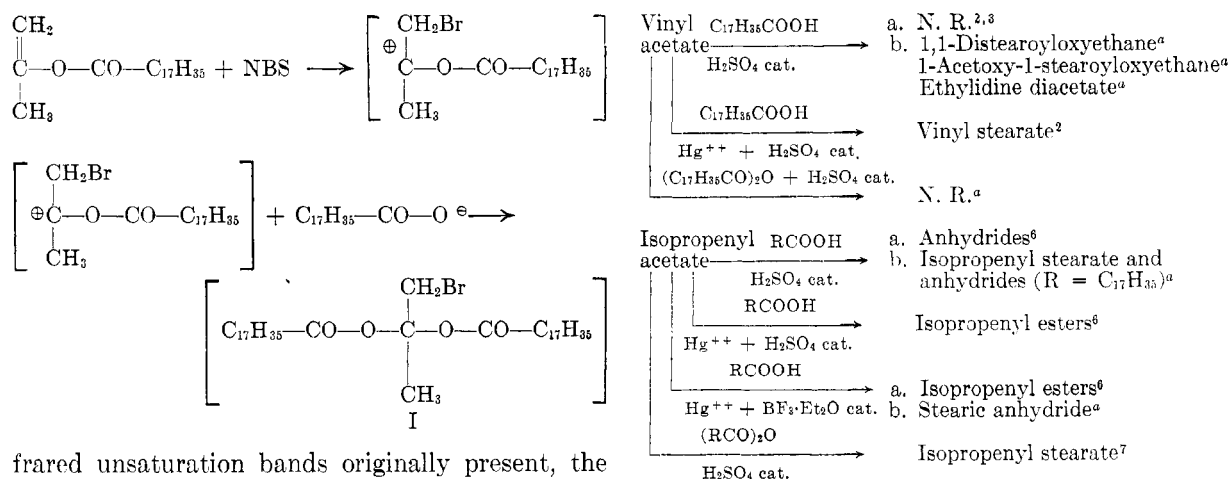 CH₂
C—O—CO—C₁₇H₃₅ + NBS ⟶
CH₃
CH₂Br
⊕
C—O—CO—C₁₇H₃₅
CH₃
CH₂Br
⊕C—O—CO—C₁₇H₃₅ + C₁₇H₃₅—CO—O ⊖ ⟶
CH₃
CH₂Br
C₁₇H₃₅—CO—O—C—O—CO—C₁₇H₃₅
CH₃
I
frared unsaturation bands originally present, the
Vinyl C₁₇H₃₅COOH
acetate
H₂SO₄ cat.
a. N. R.²,³
b. 1,1-Distearoyloxyethaneᵃ
1-Acetoxy-1-stearoyloxyethaneᵃ
Ethylidine diacetateᵃ
C₁₇H₃₅COOH
Hg⁺⁺ + H₂SO₄ cat.
Vinyl stearate²
(C₁₇H₃₅CO)₂O + H₂SO₄ cat.
N. R.ᵃ
Isopropenyl RCOOH
acetate
H₂SO₄ cat.
a. Anhydrides⁶
b. Isopropenyl stearate and
anhydrides (R = C₁₇H₃₅)ᵃ
RCOOH
Hg⁺⁺ + H₂SO₄ cat.
Isopropenyl esters⁶
RCOOH
Hg⁺⁺ + BF₃·Et₂O cat.
a. Isopropenyl esters⁶
b. Stearic anhydrideᵃ
(RCO)₂O
H₂SO₄ cat.
Isopropenyl stearate⁷